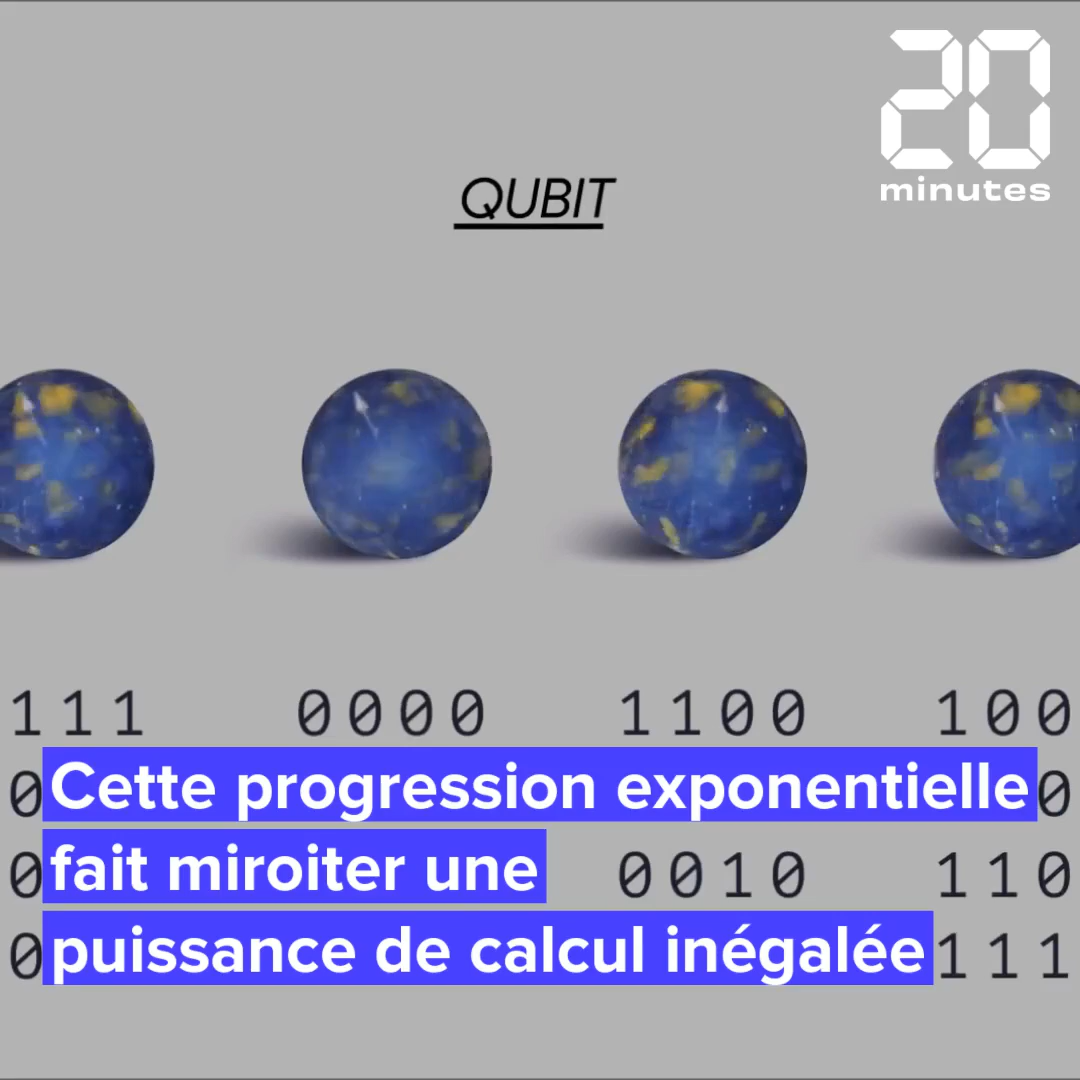 20
minutes
QUBIT
111 0000 1100 100
0 Cette progression exponentielle 0
0 fait miroiter une 0010 110
0 puissance de calcul inégalée 111